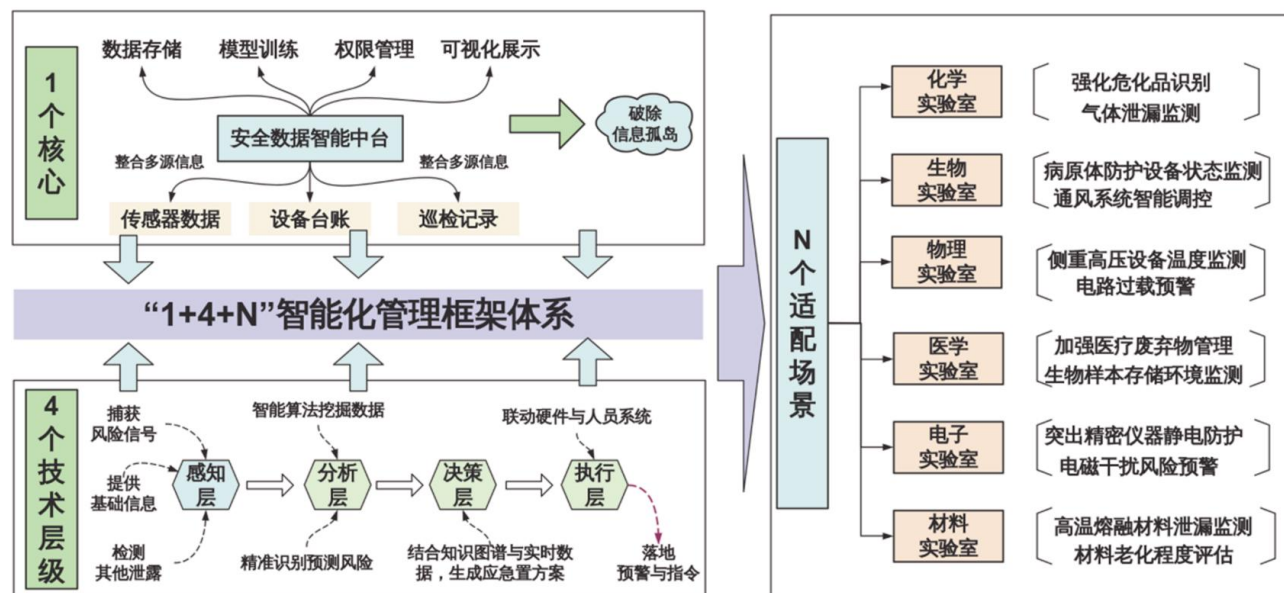 1个核心
数据存储
模型训练
权限管理
可视化展示
安全数据智能中台
破除
信息孤岛
整合多源信息
整合多源信息
传感器数据
设备台账
巡检记录
“1+4+N”智能化管理框架体系
4个技术层级
捕获
风险信号
提供
基础信息
检测
其他泄露
感知
层
智能算法挖掘数据
分析
层
精准识别预测风险
决策
层
结合知识图谱与实时数
据，生成应急置方案
联动硬件与人员系统
执行
层
落地
预警与指令
N个适配场景
化学
实验室
强化危化品识别
气体泄漏监测
生物
实验室
病原体防护设备状态监测
通风系统智能调控
物理
实验室
侧重高压设备温度监测
电路过载预警
医学
实验室
加强医疗废弃物管理
生物样本存储环境监测
电子
实验室
突出精密仪器静电防护
电磁干扰风险预警
材料
实验室
高温熔融材料泄漏监测
材料老化程度评估